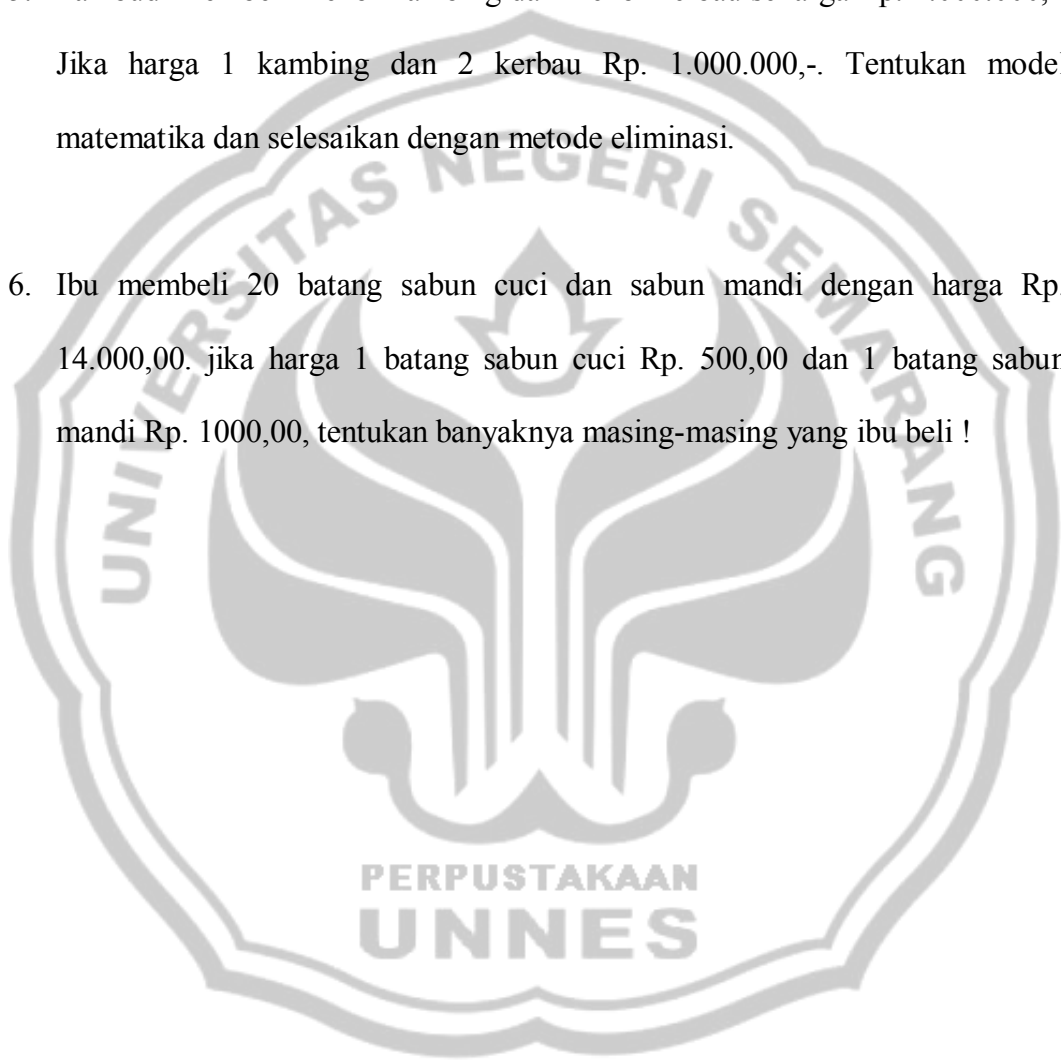 Jika harga 1 kambing dan 2 kerbau Rp. 1.000.000,-. Tentukan model
matematika dan selesaikan dengan metode eliminasi.
6. Ibu membeli 20 batang sabun cuci dan sabun mandi dengan harga Rp.
14.000,00. jika harga 1 batang sabun cuci Rp. 500,00 dan 1 batang sabun
mandi Rp. 1000,00, tentukan banyaknya masing-masing yang ibu beli !
UNIVERSITAS NEGERI SEMARANG
PERPUSTAKAAN
UNNES